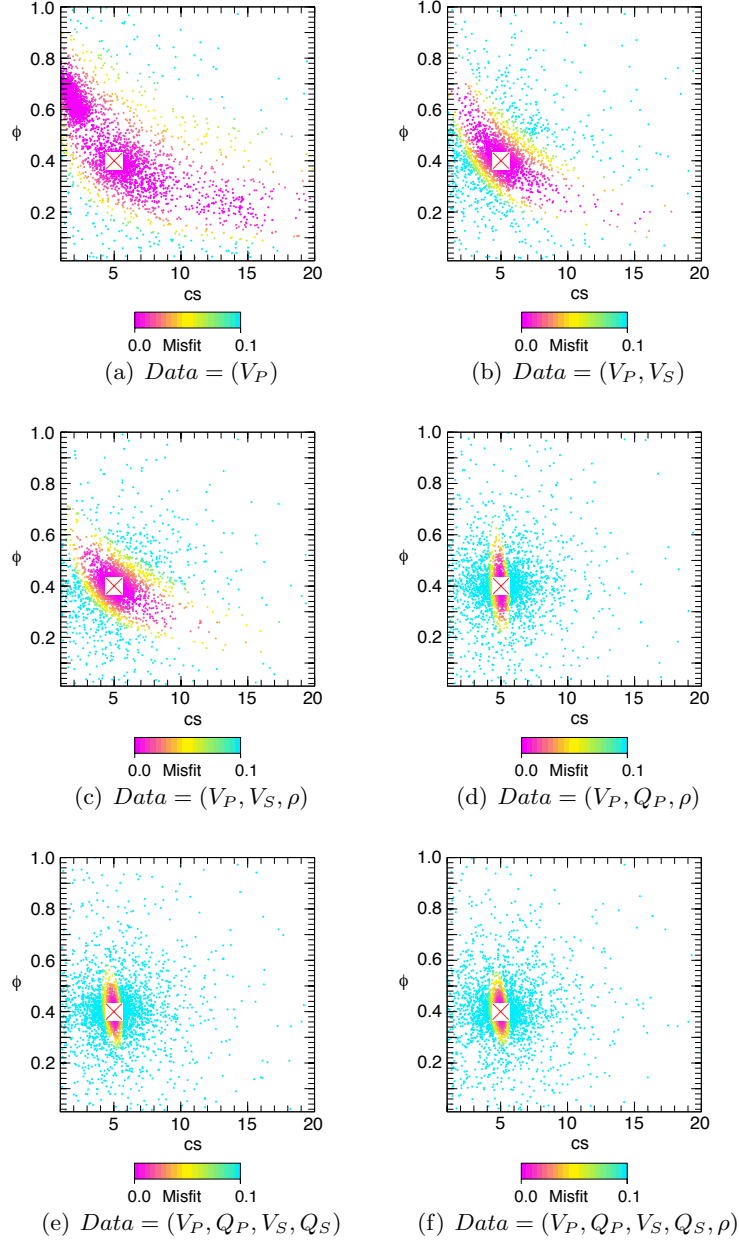 1.0
0.8
0.6
ϕ
0.4
0.2
5 10 15 20
cs
0.0 Misfit 0.1
(a) Data = (V_P)
1.0
0.8
0.6
ϕ
0.4
0.2
5 10 15 20
cs
0.0 Misfit 0.1
(b) Data = (V_P, V_S)
1.0
0.8
0.6
ϕ
0.4
0.2
5 10 15 20
cs
0.0 Misfit 0.1
(c) Data = (V_P, V_S, ρ)
1.0
0.8
0.6
ϕ
0.4
0.2
5 10 15 20
cs
0.0 Misfit 0.1
(d) Data = (V_P, Q_P, ρ)
1.0
0.8
0.6
ϕ
0.4
0.2
5 10 15 20
cs
0.0 Misfit 0.1
(e) Data = (V_P, Q_P, V_S, Q_S)
1.0
0.8
0.6
ϕ
0.4
0.2
5 10 15 20
cs
0.0 Misfit 0.1
(f) Data = (V_P, Q_P, V_S, Q_S, ρ)